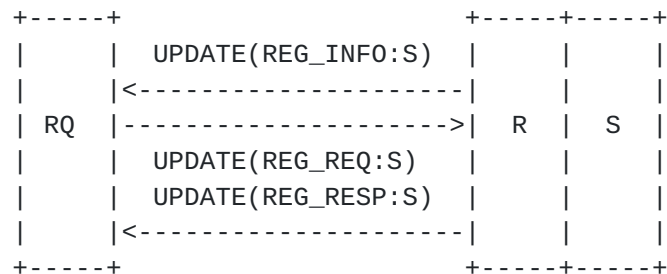 +-----+                     +-----+-----+
|     |  UPDATE(REG_INFO:S)  |     |     |
|     |<---------------------|     |     |
| RQ  |--------------------->|  R  |  S  |
|     |  UPDATE(REG_REQ:S)   |     |     |
|     |  UPDATE(REG_RESP:S)  |     |     |
|     |<---------------------|     |     |
+-----+                     +-----+-----+